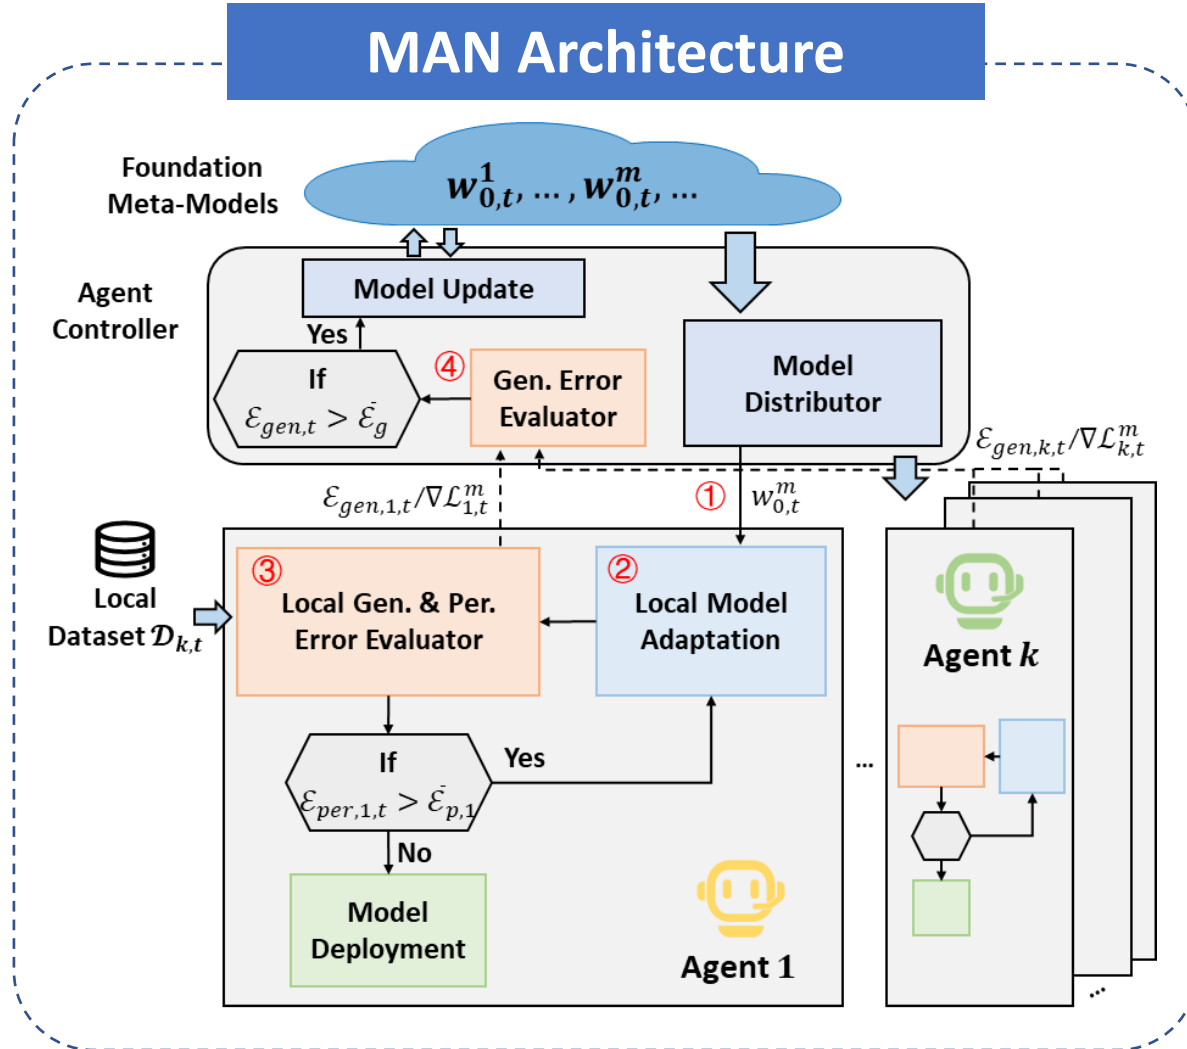 MAN Architecture
Foundation
Meta-Models
w^1_{0,t}, ... , w^m_{0,t}, ...
Agent
Controller
Model Update
Yes
If
ℰ_{gen,t} > ℰ̄_g
④
Gen. Error
Evaluator
Model
Distributor
ℰ_{gen,k,t}/∇ℒ^m_{k,t}
ℰ_{gen,1,t}/∇ℒ^m_{1,t}
①
w^m_{0,t}
Local
Dataset 𝓓_{k,t}
③
Local Gen. & Per.
Error Evaluator
②
Local Model
Adaptation
If
ℰ_{per,1,t} > ℰ̄_{p,1}
Yes
No
Model
Deployment
Agent 1
...
Agent k
...